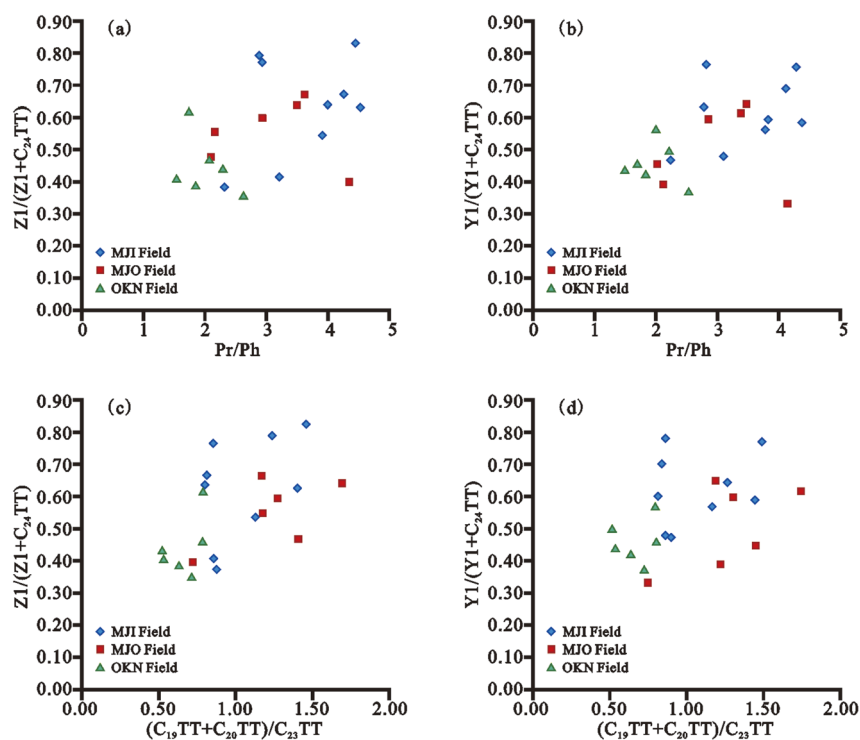 (a)
Z1/(Z1+C24TT)
0.90
0.80
0.70
0.60
0.50
0.40
0.30
0.20
0.10
0.00
MJI Field
MJO Field
OKN Field
0 1 2 3 4 5
Pr/Ph
(b)
Y1/(Y1+C24TT)
0.90
0.80
0.70
0.60
0.50
0.40
0.30
0.20
0.10
0.00
MJI Field
MJO Field
OKN Field
0 1 2 3 4 5
Pr/Ph
(c)
Z1/(Z1+C24TT)
0.90
0.80
0.70
0.60
0.50
0.40
0.30
0.20
0.10
0.00
MJI Field
MJO Field
OKN Field
0.00 0.50 1.00 1.50 2.00
(C19TT+C20TT)/C23TT
(d)
Y1/(Y1+C24TT)
0.90
0.80
0.70
0.60
0.50
0.40
0.30
0.20
0.10
0.00
MJI Field
MJO Field
OKN Field
0.00 0.50 1.00 1.50 2.00
(C19TT+C20TT)/C23TT